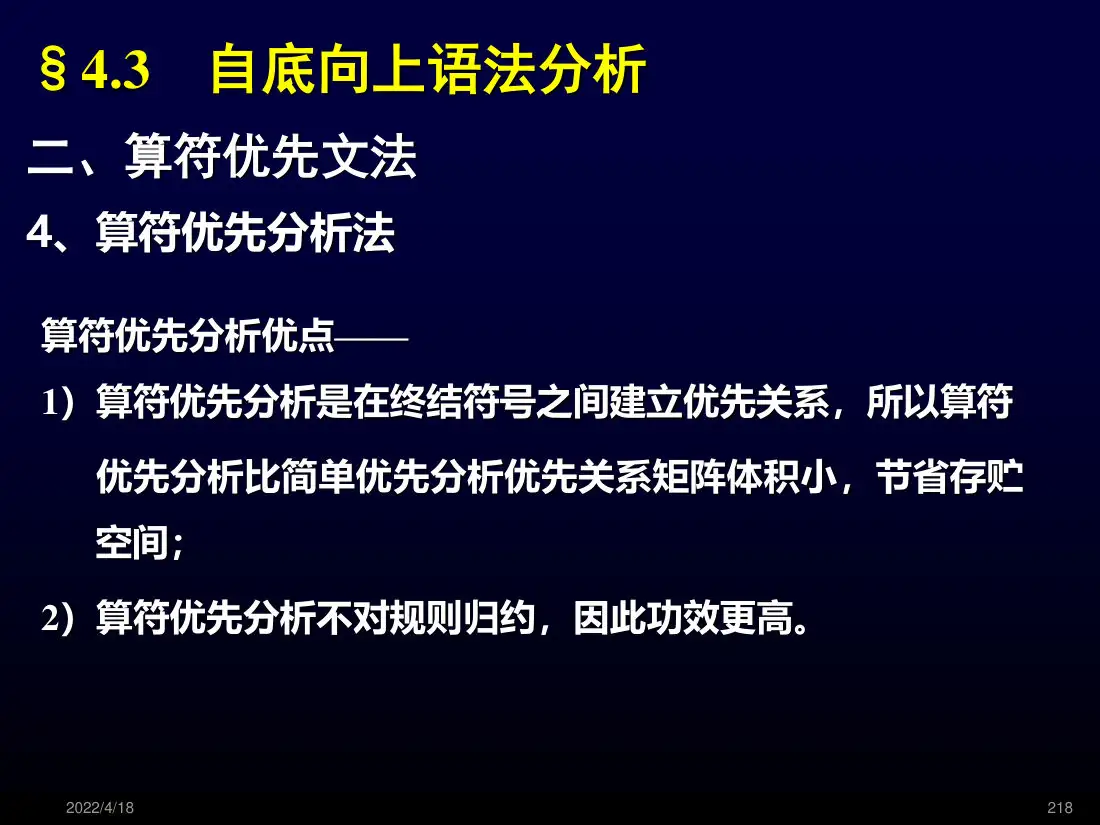 §4.3 自底向上语法分析
二、算符优先文法
4、算符优先分析法
算符优先分析优点——
1）算符优先分析是在终结符号之间建立优先关系，所以算符
优先分析比简单优先分析优先关系矩阵体积小，节省存贮
空间；
2）算符优先分析不对规则归约，因此功效更高。
2022/4/18
218